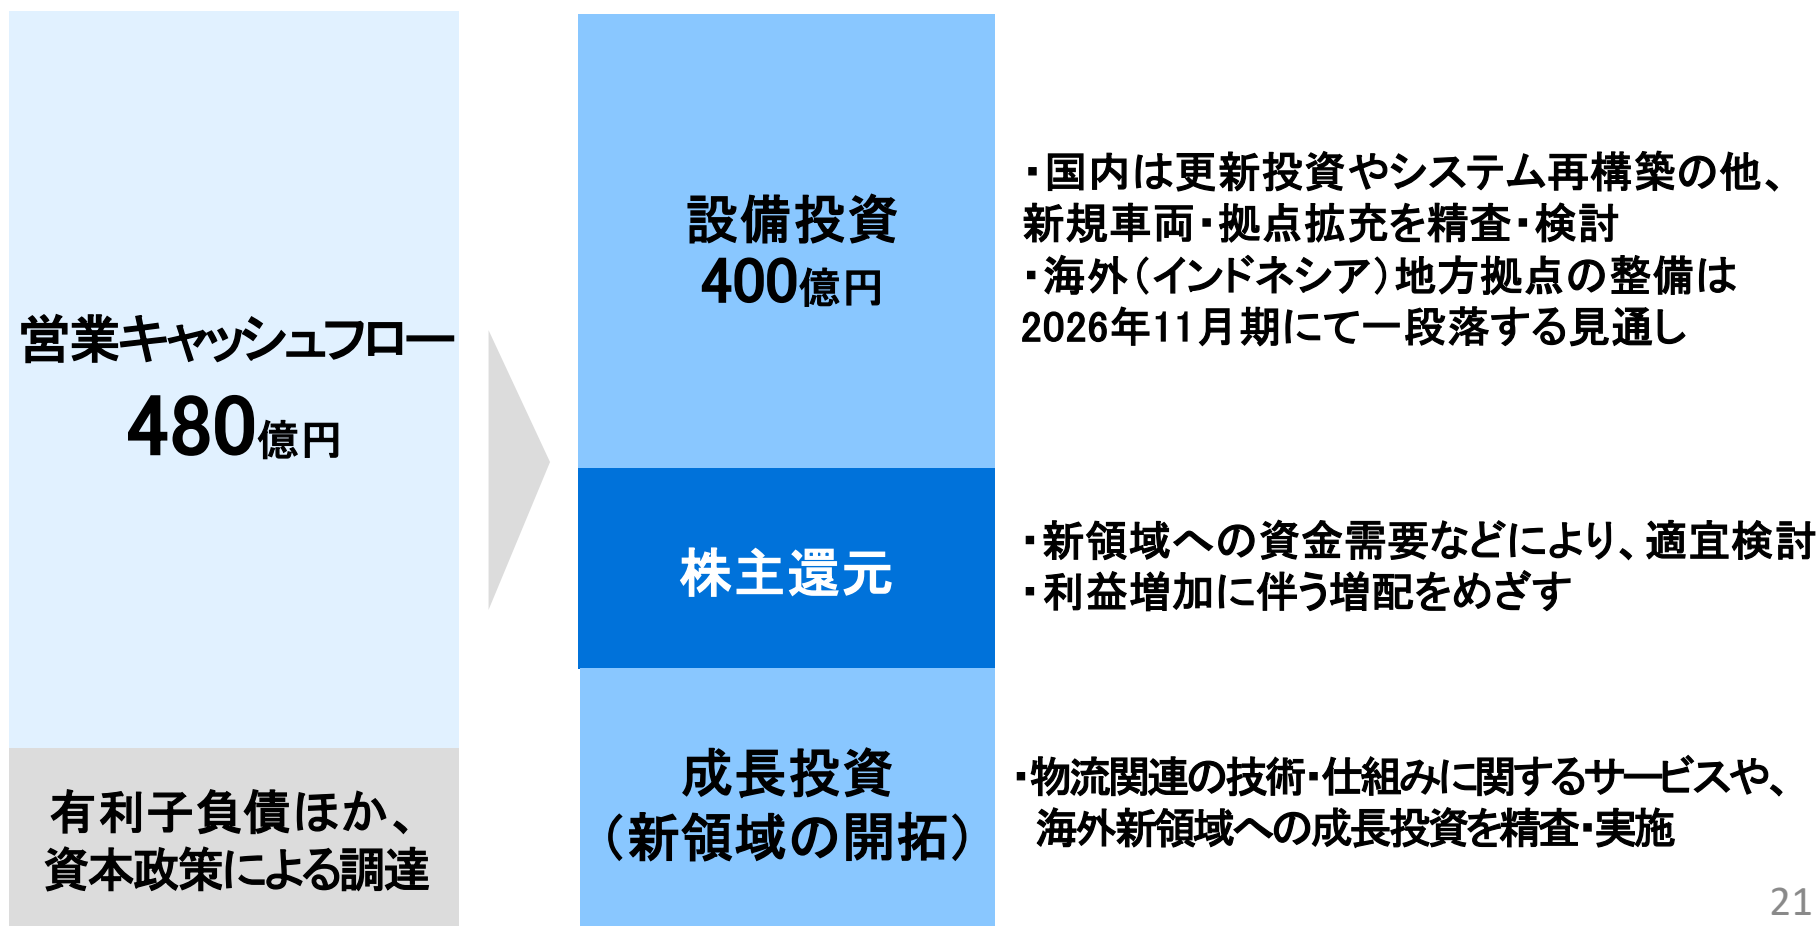 営業キャッシュフロー
480億円
有利子負債ほか、
資本政策による調達
設備投資
400億円
・国内は更新投資やシステム再構築の他、
新規車両・拠点拡充を精査・検討
・海外（インドネシア）地方拠点の整備は
2026年11月期にて一段落する見通し
株主還元
・新領域への資金需要などにより、適宜検討
・利益増加に伴う増配をめざす
成長投資
（新領域の開拓）
・物流関連の技術・仕組みに関するサービスや、
海外新領域への成長投資を精査・実施
21